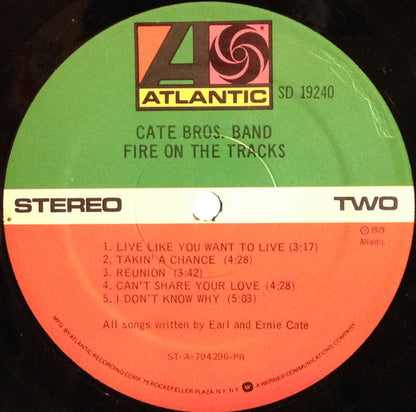 ATLANTIC SD 19240
CATE BROS. BAND
FIRE ON THE TRACKS
STEREO TWO
℗ 1979
Atlantic
1. LIVE LIKE YOU WANT TO LIVE (3:17)
2. TAKIN' A CHANCE (4:28)
3. REUNION (3:42)
4. CAN'T SHARE YOUR LOVE (4:28)
5. I DON'T KNOW WHY (5:03)
All songs written by Earl and Ernie Cate
ST-A-794296-PR
MFG. BY ATLANTIC RECORDING CORP., 75 ROCKEFELLER PLAZA, N.Y., N.Y. A WARNER COMMUNICATIONS COMPANY